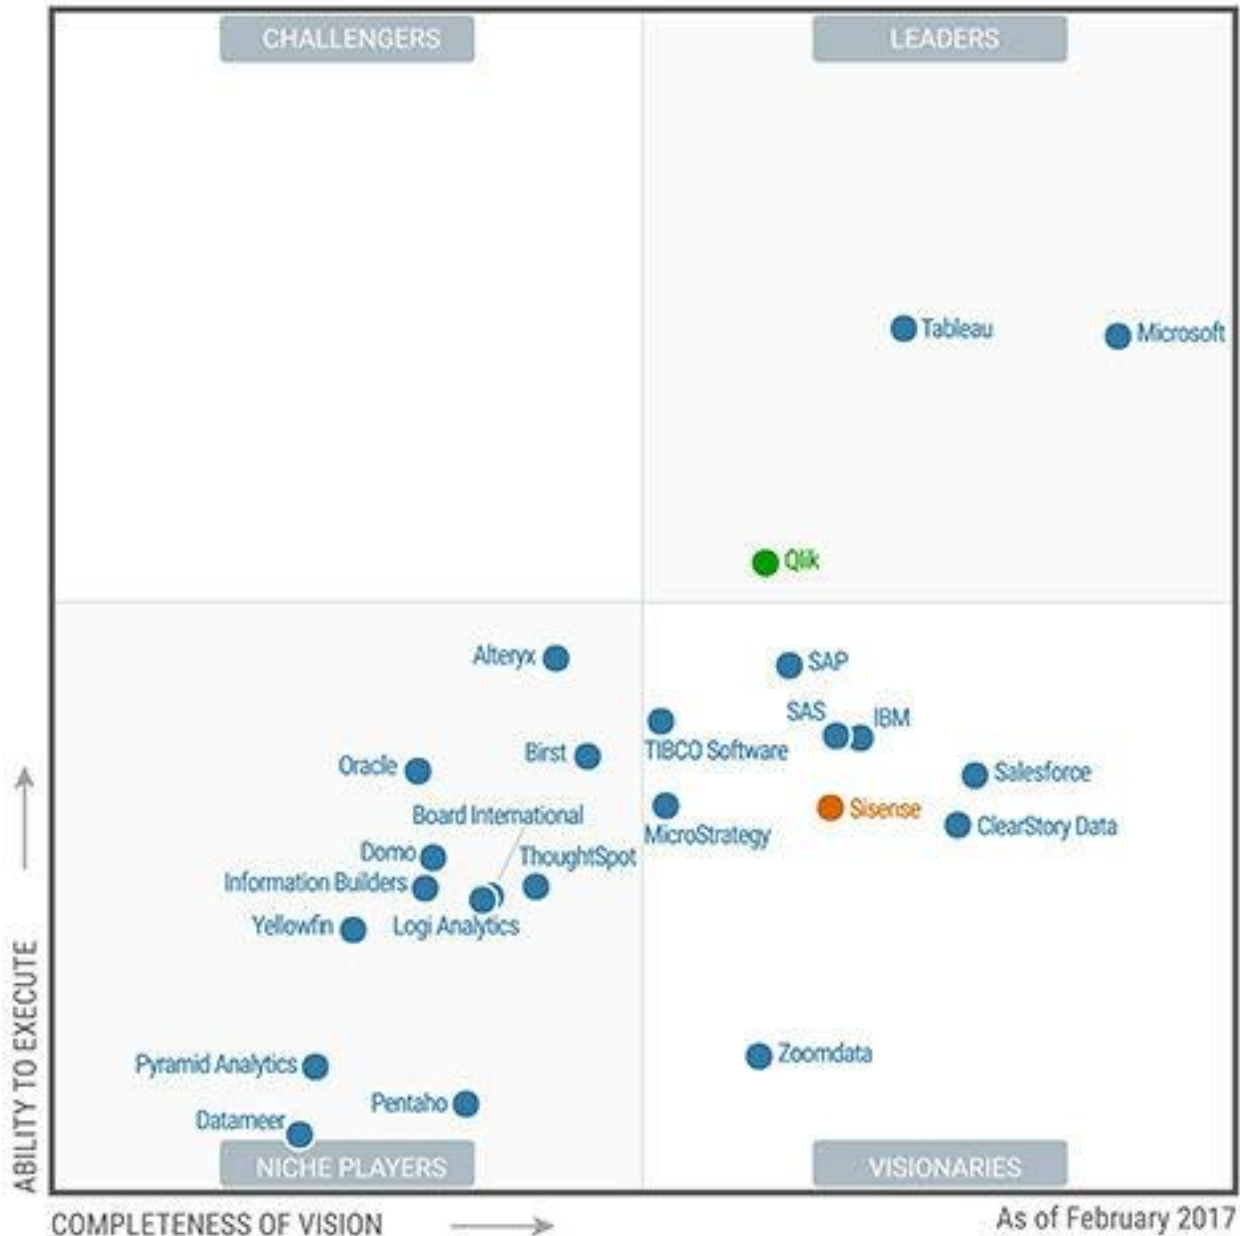 CHALLENGERS
LEADERS
Tableau
Microsoft
Qlik
Alteryx
SAP
SAS
IBM
TIBCO Software
Birst
Oracle
Salesforce
Board International
Sisense
ClearStory Data
MicroStrategy
Domo
ThoughtSpot
Information Builders
Yellowfin
Logi Analytics
Zoomdata
Pyramid Analytics
Pentaho
Datameer
NICHE PLAYERS
VISIONARIES
ABILITY TO EXECUTE
COMPLETENESS OF VISION
As of February 2017